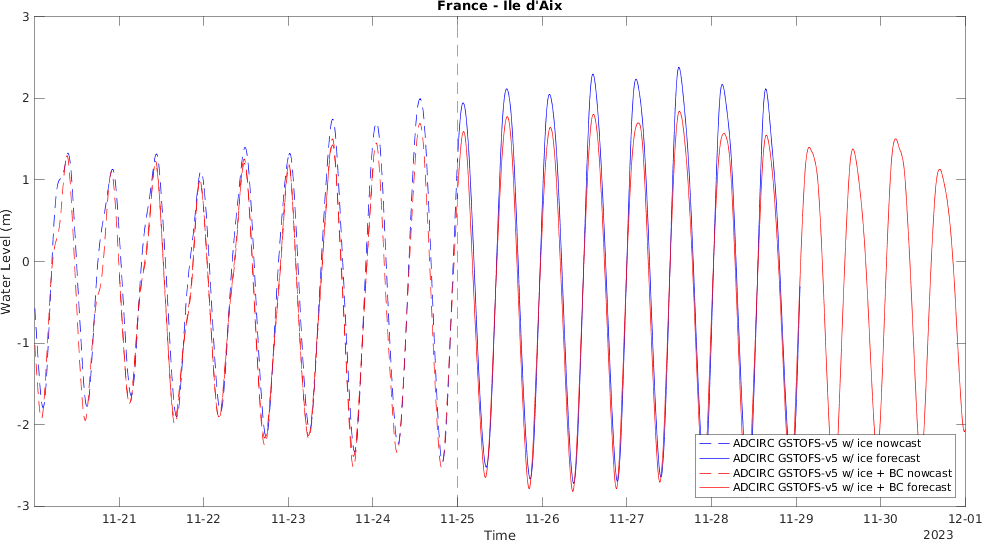 France - Ile d'Aix
3
2
1
0
-1
-2
-3
Water Level (m)
ADCIRC GSTOFS-v5 w/ ice nowcast
ADCIRC GSTOFS-v5 w/ ice forecast
ADCIRC GSTOFS-v5 w/ ice + BC nowcast
ADCIRC GSTOFS-v5 w/ ice + BC forecast
11-21 11-22 11-23 11-24 11-25 11-26 11-27 11-28 11-29 11-30 12-01
Time
2023